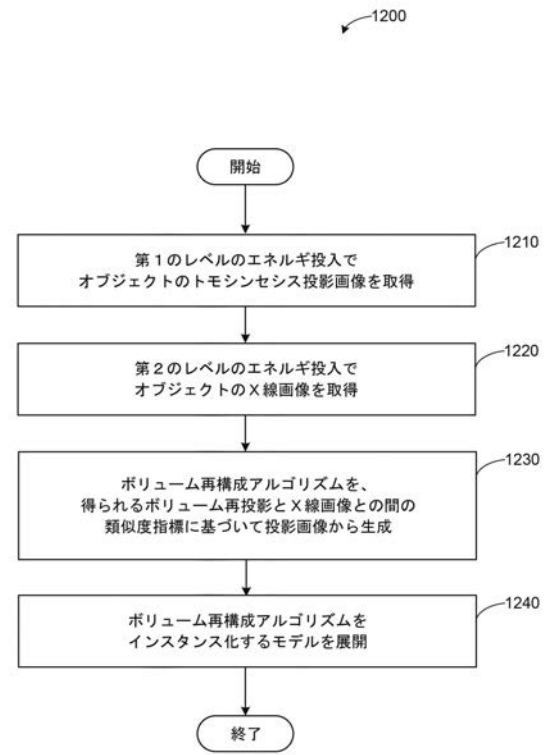 1200
開始
1210
第1のレベルのエネルギ投入で
オブジェクトのトモシンセシス投影画像を取得
1220
第2のレベルのエネルギ投入で
オブジェクトのX線画像を取得
1230
ボリューム再構成アルゴリズムを、
得られるボリューム再投影とX線画像との間の
類似度指標に基づいて投影画像から生成
1240
ボリューム再構成アルゴリズムを
インスタンス化するモデルを展開
終了